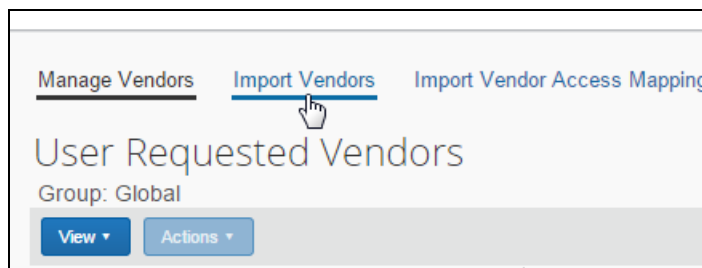 Manage Vendors Import Vendors Import Vendor Access Mapping
User Requested Vendors
Group: Global
View Actions